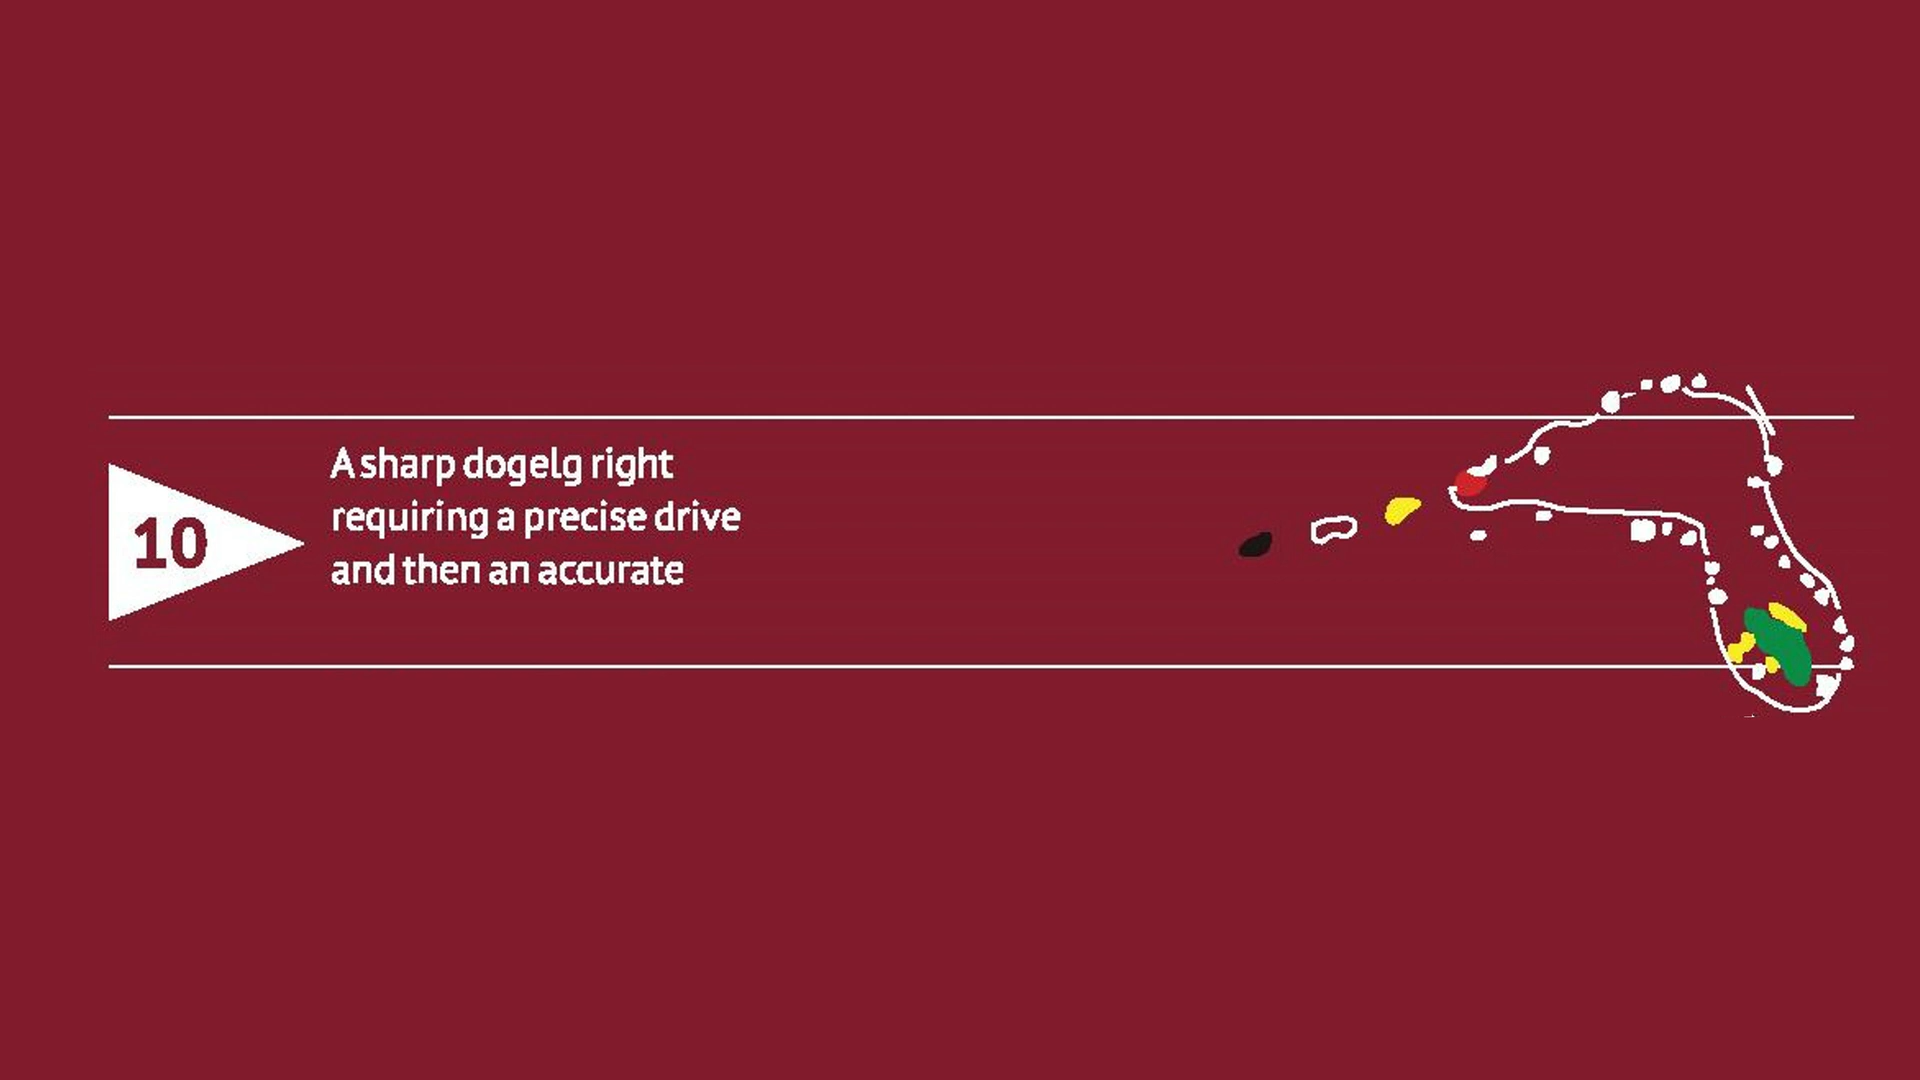 10
A sharp dogelg right
requiring a precise drive
and then an accurate